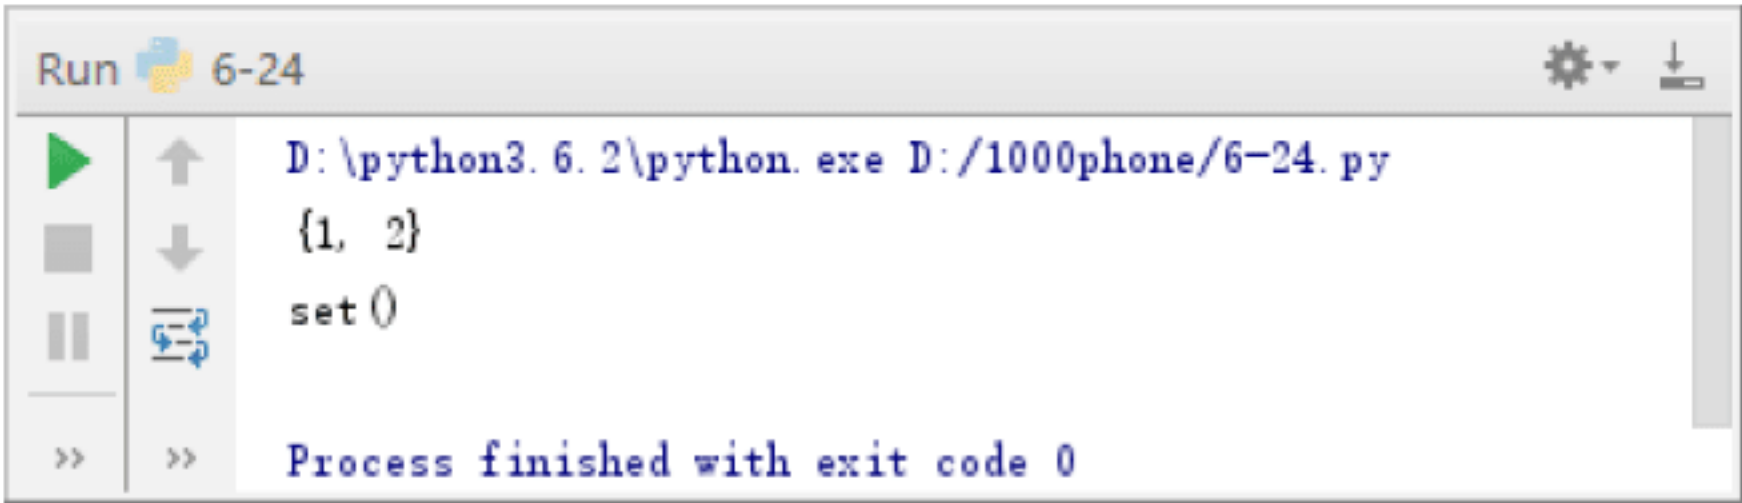 Run 6-24
D:\python3.6.2\python.exe D:/1000phone/6-24.py
{1, 2}
set()
Process finished with exit code 0